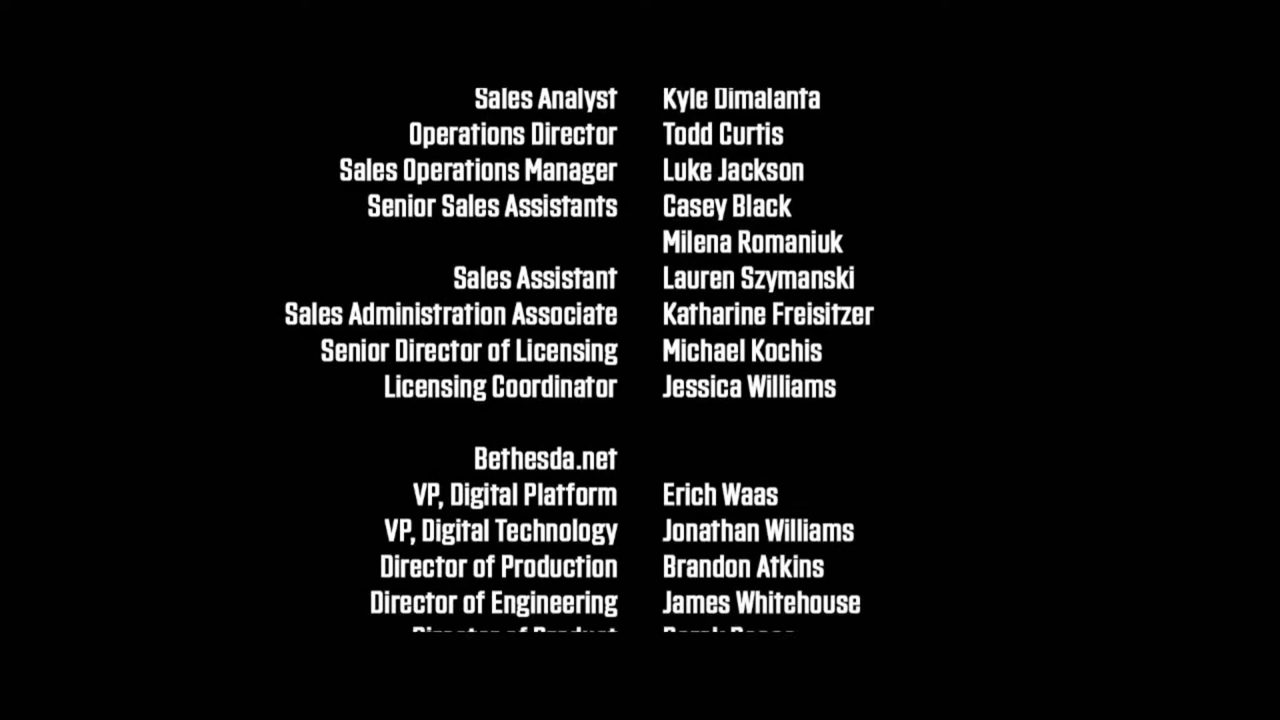 Sales Analyst Kyle Dimalanta
Operations Director Todd Curtis
Sales Operations Manager Luke Jackson
Senior Sales Assistants Casey Black
Milena Romaniuk
Sales Assistant Lauren Szymanski
Sales Administration Associate Katharine Freisitzer
Senior Director of Licensing Michael Kochis
Licensing Coordinator Jessica Williams
Bethesda.net
VP, Digital Platform Erich Waas
VP, Digital Technology Jonathan Williams
Director of Production Brandon Atkins
Director of Engineering James Whitehouse
Director of Product